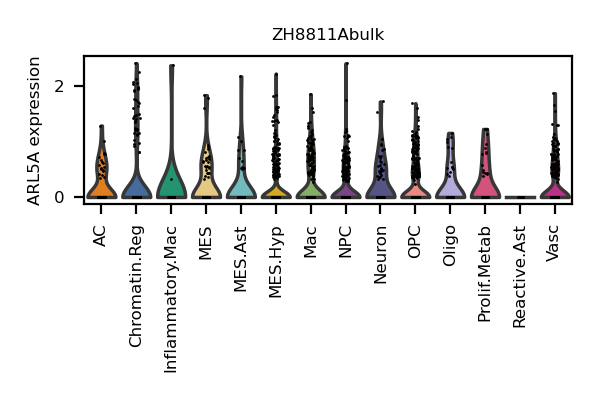 ZH8811Abulk
ARL5A expression
2
0
AC
Chromatin.Reg
Inflammatory.Mac
MES
MES.Ast
MES.Hyp
Mac
NPC
Neuron
OPC
Oligo
Prolif.Metab
Reactive.Ast
Vasc